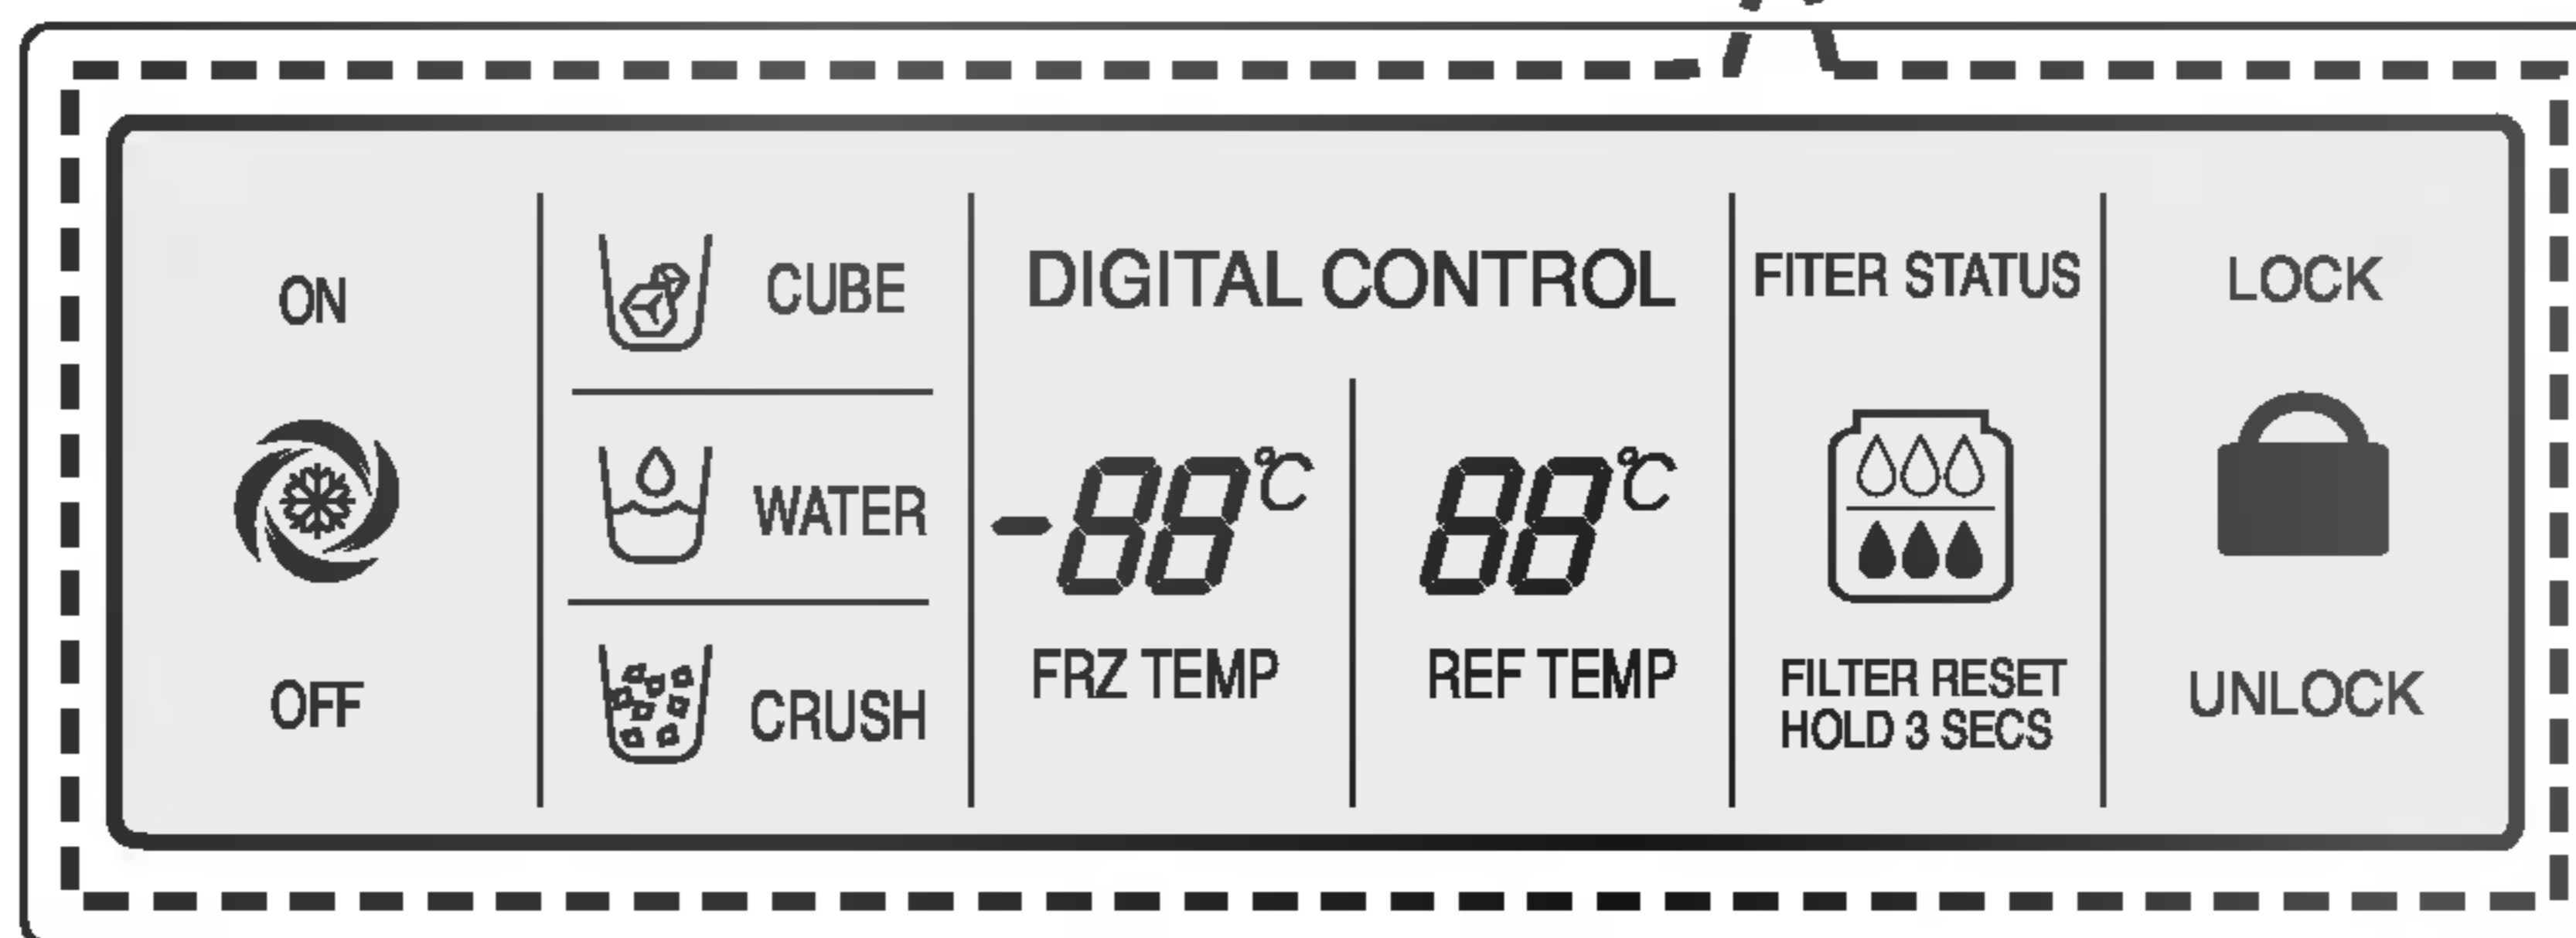 ON
OFF
CUBE
WATER
CRUSH
DIGITAL CONTROL
-88℃
FRZ TEMP
88℃
REF TEMP
FITER STATUS
FILTER RESET
HOLD 3 SECS
LOCK
UNLOCK